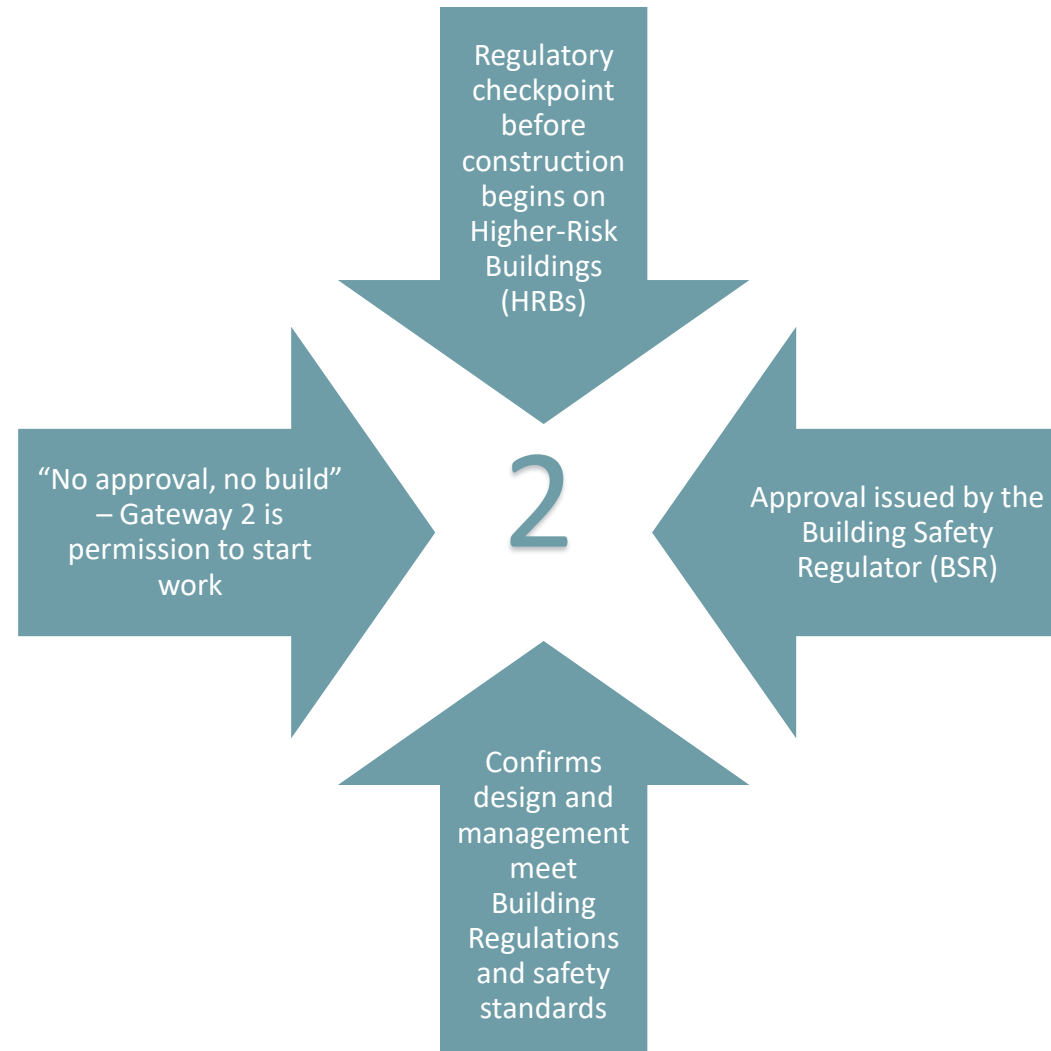 Regulatory
checkpoint
before
construction
begins on
Higher-Risk
Buildings
(HRBs)
“No approval, no build”
– Gateway 2 is
permission to start
work
2
Approval issued by the
Building Safety
Regulator (BSR)
Confirms
design and
management
meet
Building
Regulations
and safety
standards